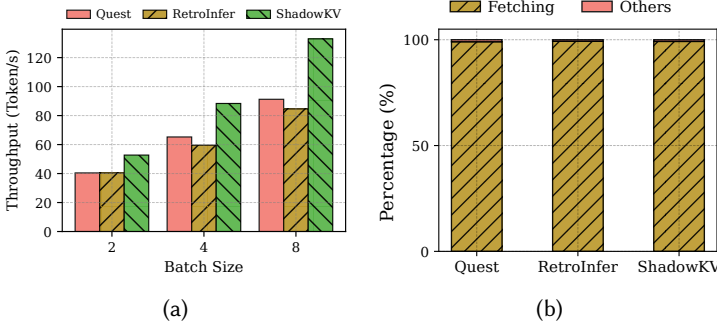 Quest RetroInfer ShadowKV
Throughput (Token/s)
120
100
80
60
40
20
0
2 4 8
Batch Size
(a)
Fetching Others
Percentage (%)
100
50
0
Quest RetroInfer ShadowKV
(b)